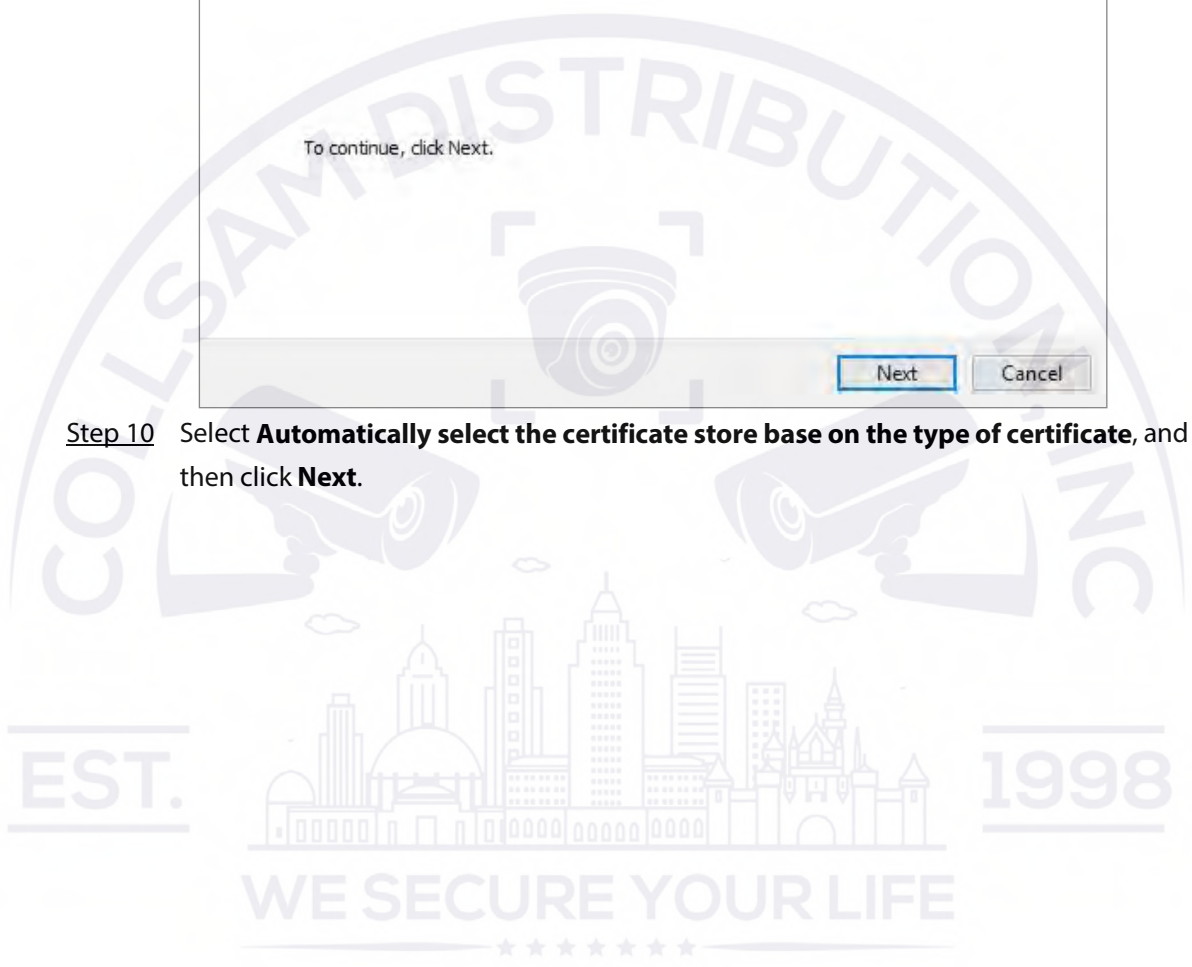 COLLSAM DISTRIBUTION, INC
To continue, click Next.
Next Cancel
Step 10 Select Automatically select the certificate store base on the type of certificate, and
then click Next.
EST. 1998
WE SECURE YOUR LIFE